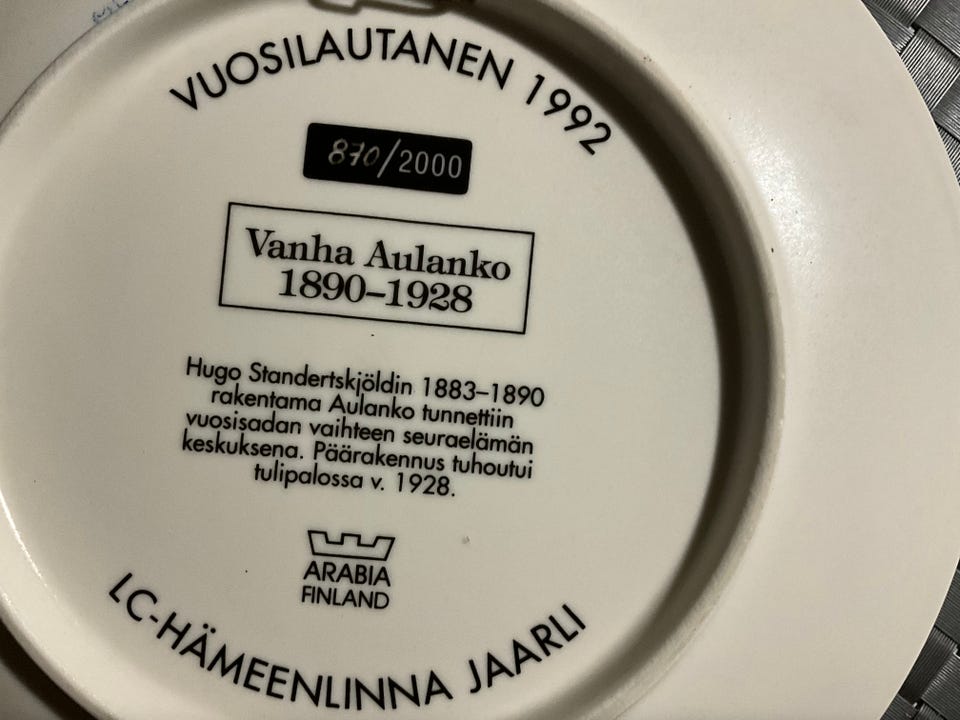 VUOSILAUTANEN 1992
870/2000
Vanha Aulanko
1890–1928
Hugo Standertskjöldin 1883–1890
rakentama Aulanko tunnettiin
vuosisadan vaihteen seuraelämän
keskuksena. Päärakennus tuhoutui
tulipalossa v. 1928.
ARABIA
FINLAND
LC-HÄMEENLINNA JAARLI